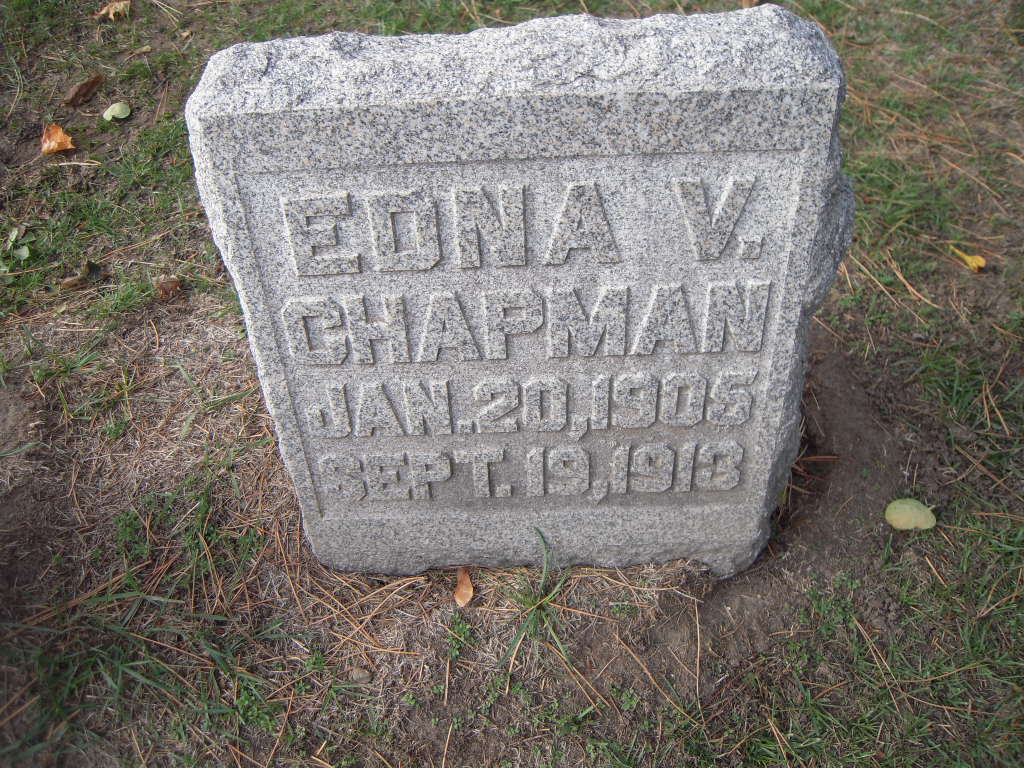 EDNA V.
CHAPMAN
JAN. 20, 1905
SEPT. 19, 1913